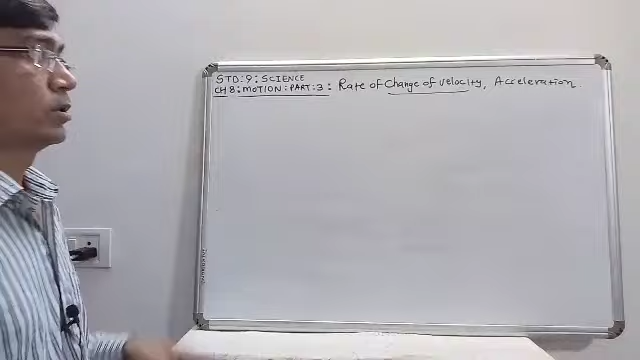 STD:9: SCIENCE
CH 8: MOTION: PART:3: Rate of Change of velocity, Acceleration.